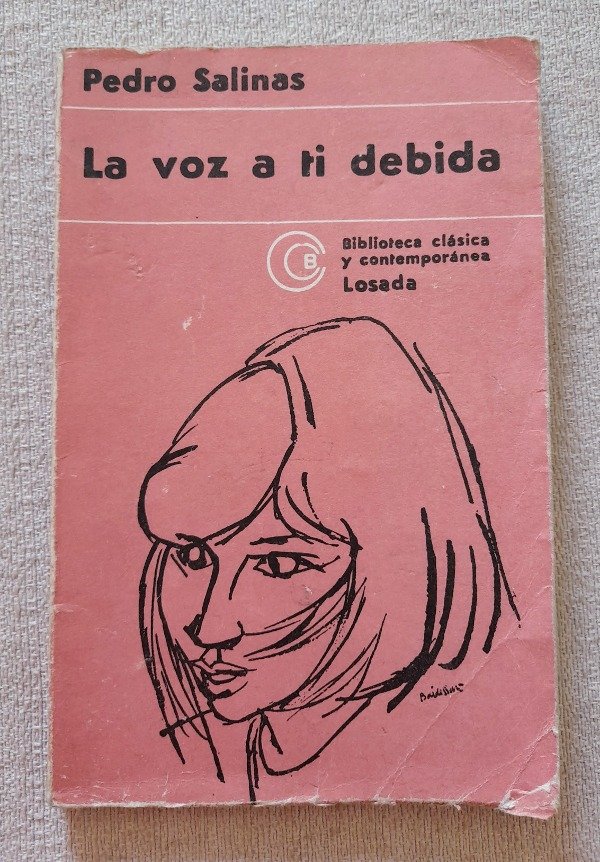 Pedro Salinas
La voz a ti debida
B
Biblioteca clásica
y contemporánea
Losada